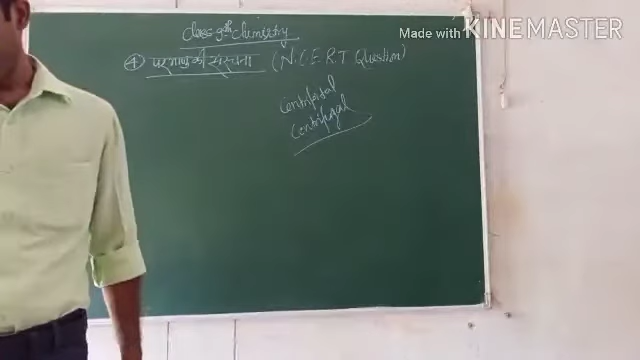 class 9th chemistry
④ परमाणु की संरचना (N.C.E.R.T Question)
centripetal
centrifugal
Made with KINEMASTER